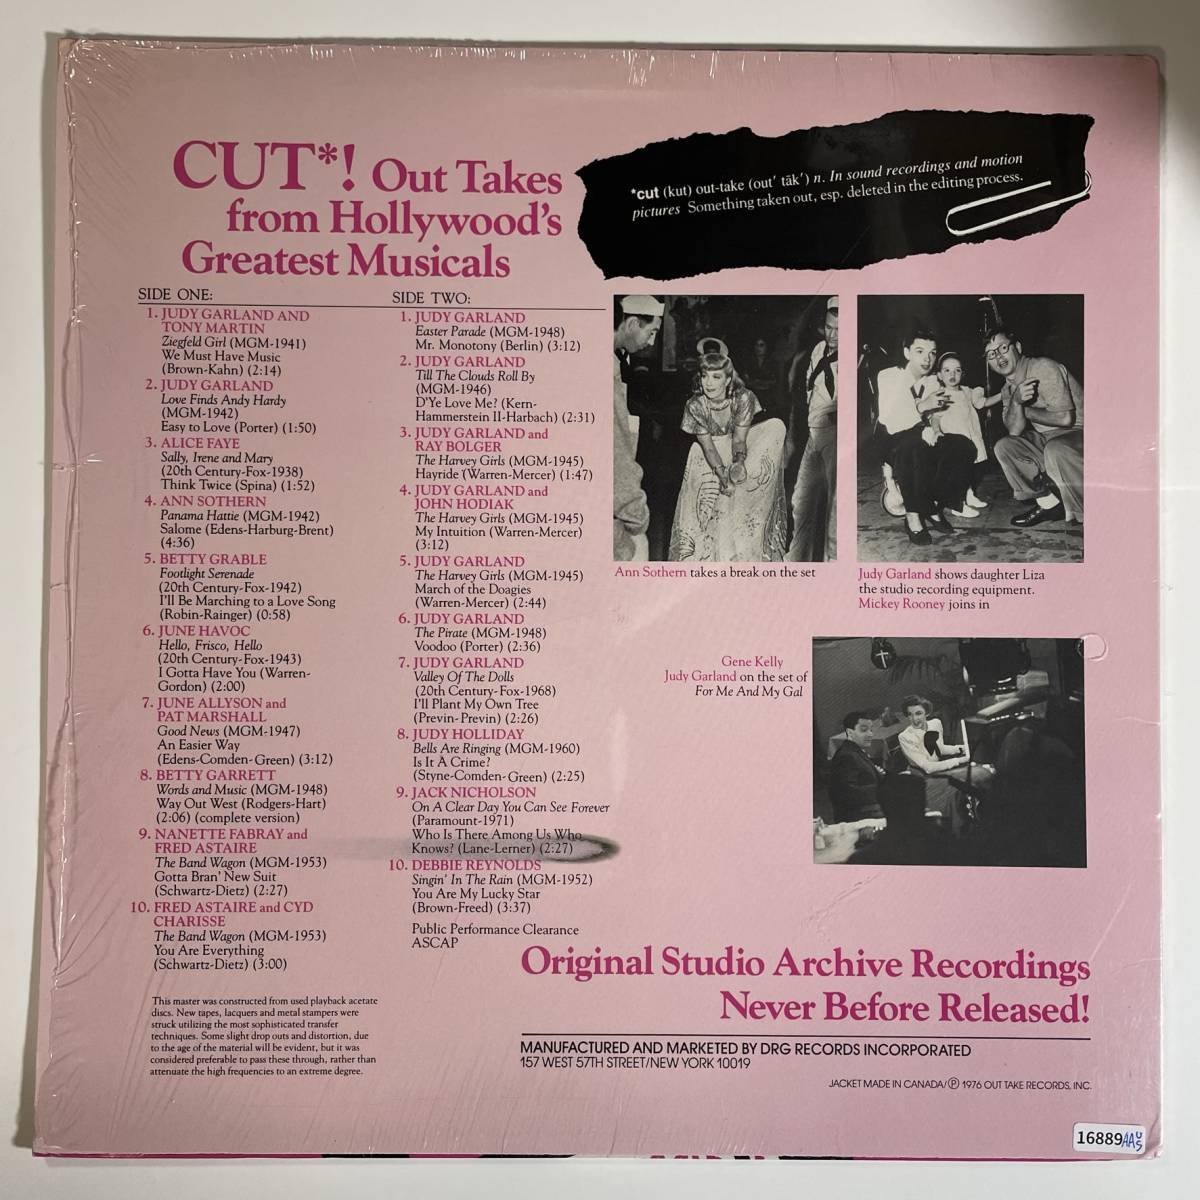 CUT*! Out Takes
from Hollywood's
Greatest Musicals
*cut (kut) out-take (out' tāk') n. In sound recordings and motion
pictures Something taken out, esp. deleted in the editing process.
SIDE ONE:
1. JUDY GARLAND AND
TONY MARTIN
Ziegfeld Girl (MGM-1941)
We Must Have Music
(Brown-Kahn) (2:14)
2. JUDY GARLAND
Love Finds Andy Hardy
(MGM-1942)
Easy to Love (Porter) (1:50)
3. ALICE FAYE
Sally, Irene and Mary
(20th Century-Fox-1938)
Think Twice (Spina) (1:52)
4. ANN SOTHERN
Panama Hattie (MGM-1942)
Salome (Edens-Harburg-Brent)
(4:36)
5. BETTY GRABLE
Footlight Serenade
(20th Century-Fox-1942)
I'll Be Marching to a Love Song
(Robin-Rainger) (0:58)
6. JUNE HAVOC
Hello, Frisco, Hello
(20th Century-Fox-1943)
I Gotta Have You (Warren-
Gordon) (2:00)
7. JUNE ALLYSON and
PAT MARSHALL
Good News (MGM-1947)
An Easier Way
(Edens-Comden-Green) (3:12)
8. BETTY GARRETT
Words and Music (MGM-1948)
Way Out West (Rodgers-Hart)
(2:06) (complete version)
9. NANETTE FABRAY and
FRED ASTAIRE
The Band Wagon (MGM-1953)
Gotta Bran' New Suit
(Schwartz-Dietz) (2:27)
10. FRED ASTAIRE and CYD
CHARISSE
The Band Wagon (MGM-1953)
You Are Everything
(Schwartz-Dietz) (3:00)
SIDE TWO:
1. JUDY GARLAND
Easter Parade (MGM-1948)
Mr. Monotony (Berlin) (3:12)
2. JUDY GARLAND
Till The Clouds Roll By
(MGM-1946)
D'Ye Love Me? (Kern-
Hammerstein II-Harbach) (2:31)
3. JUDY GARLAND and
RAY BOLGER
The Harvey Girls (MGM-1945)
Hayride (Warren-Mercer) (1:47)
4. JUDY GARLAND and
JOHN HODIAK
The Harvey Girls (MGM-1945)
My Intuition (Warren-Mercer)
(3:12)
5. JUDY GARLAND
The Harvey Girls (MGM-1945)
March of the Doagies
(Warren-Mercer) (2:44)
6. JUDY GARLAND
The Pirate (MGM-1948)
Voodoo (Porter) (2:36)
7. JUDY GARLAND
Valley Of The Dolls
(20th Century-Fox-1968)
I'll Plant My Own Tree
(Previn-Previn) (2:26)
8. JUDY HOLLIDAY
Bells Are Ringing (MGM-1960)
Is It A Crime?
(Styne-Comden-Green) (2:25)
9. JACK NICHOLSON
On A Clear Day You Can See Forever
(Paramount-1971)
Who Is There Among Us Who
Knows? (Lane-Lerner) (2:27)
10. DEBBIE REYNOLDS
Singin' In The Rain (MGM-1952)
You Are My Lucky Star
(Brown-Freed) (3:37)
Public Performance Clearance
ASCAP
Ann Sothern takes a break on the set
Judy Garland shows daughter Liza
the studio recording equipment.
Mickey Rooney joins in
Gene Kelly
Judy Garland on the set of
For Me And My Gal
This master was constructed from used playback acetate
discs. New tapes, lacquers and metal stampers were
struck utilizing the most sophisticated transfer
techniques. Some slight drop outs and distortion, due
to the age of the material will be evident, but it was
considered preferable to pass these through, rather than
attenuate the high frequencies to an extreme degree.
Original Studio Archive Recordings
Never Before Released!
MANUFACTURED AND MARKETED BY DRG RECORDS INCORPORATED
157 WEST 57TH STREET/NEW YORK 10019
JACKET MADE IN CANADA/℗ 1976 OUT TAKE RECORDS, INC.
16889AA US